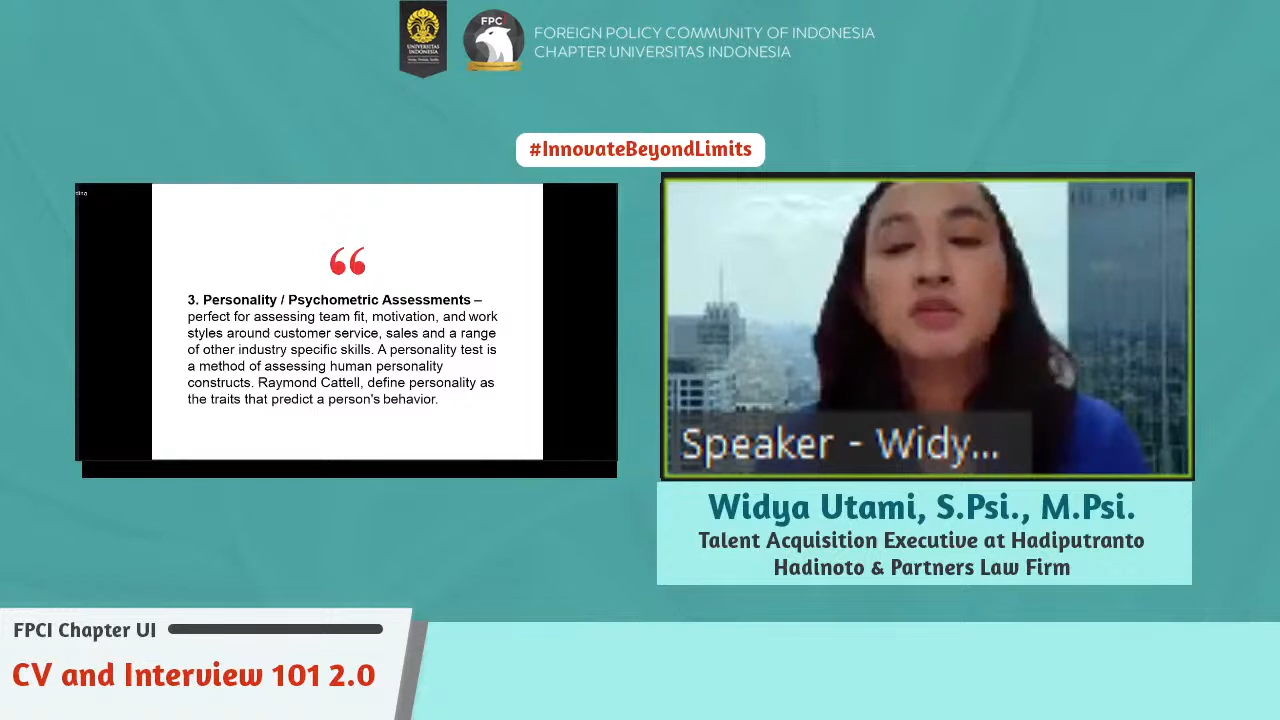 UNIVERSITAS
INDONESIA
FPCI
FOREIGN POLICY COMMUNITY OF INDONESIA
CHAPTER UNIVERSITAS INDONESIA
#InnovateBeyondLimits
3. Personality / Psychometric Assessments –
perfect for assessing team fit, motivation, and work
styles around customer service, sales and a range
of other industry specific skills. A personality test is
a method of assessing human personality
constructs. Raymond Cattell, define personality as
the traits that predict a person's behavior.
Speaker - Widy...
Widya Utami, S.Psi., M.Psi.
Talent Acquisition Executive at Hadiputranto
Hadinoto & Partners Law Firm
FPCI Chapter UI
CV and Interview 101 2.0